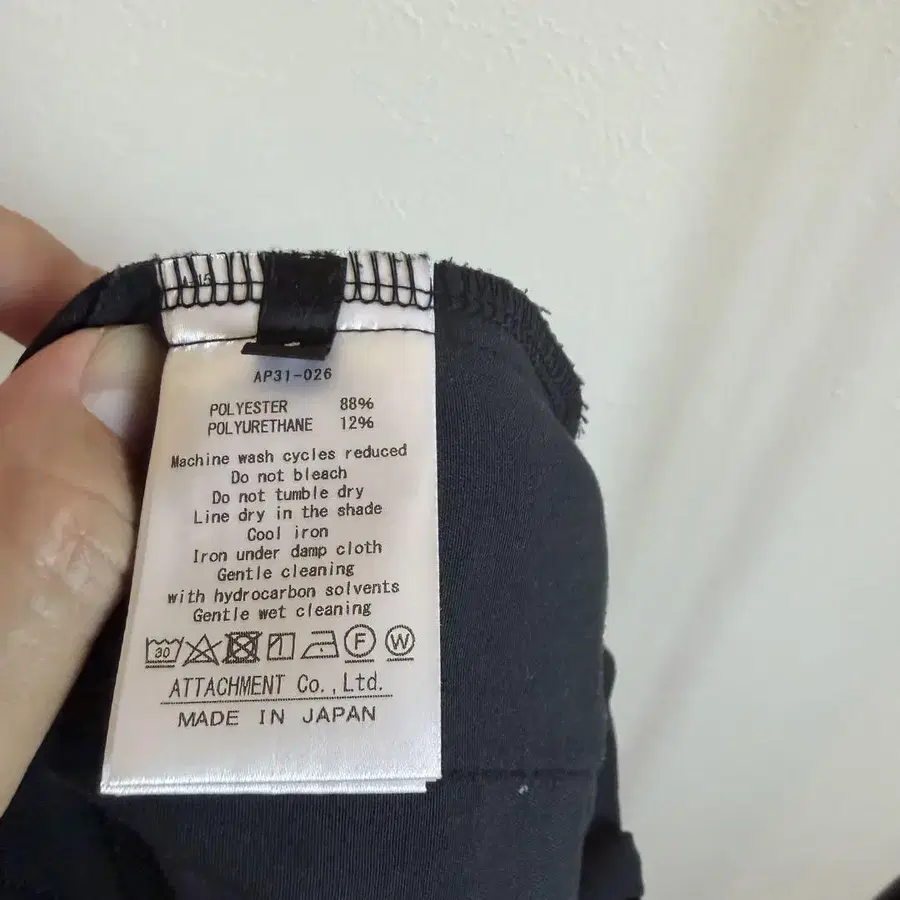 AP31-026
POLYESTER 88%
POLYURETHANE 12%
Machine wash cycles reduced
Do not bleach
Do not tumble dry
Line dry in the shade
Cool iron
Iron under damp cloth
Gentle cleaning
with hydrocarbon solvents
Gentle wet cleaning
30 F W
ATTACHMENT Co.,Ltd.
MADE IN JAPAN